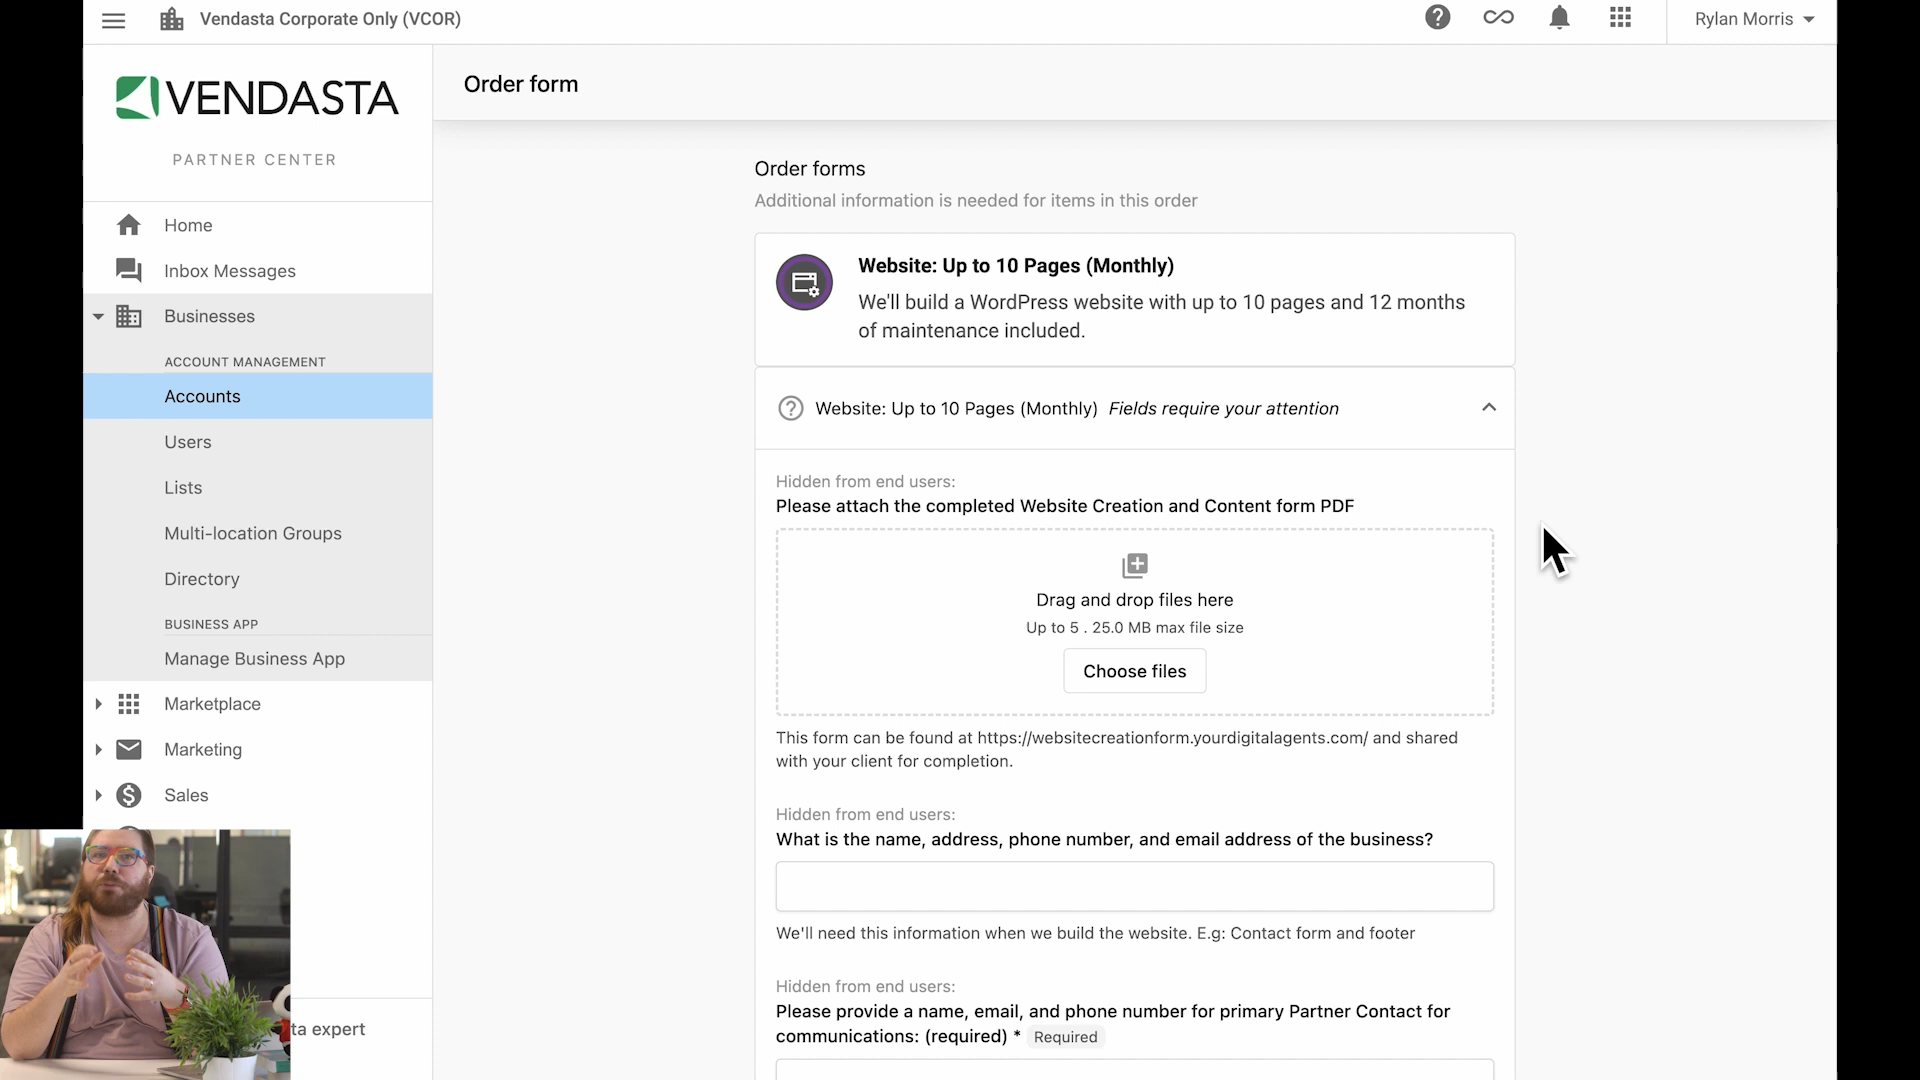 Vendasta Corporate Only (VCOR)
Rylan Morris
VENDASTA
PARTNER CENTER
Home
Inbox Messages
Businesses
ACCOUNT MANAGEMENT
Accounts
Users
Lists
Multi-location Groups
Directory
BUSINESS APP
Manage Business App
Marketplace
Marketing
Sales
ta expert
Order form
Order forms
Additional information is needed for items in this order
Website: Up to 10 Pages (Monthly)
We'll build a WordPress website with up to 10 pages and 12 months
of maintenance included.
Website: Up to 10 Pages (Monthly) Fields require your attention
Hidden from end users:
Please attach the completed Website Creation and Content form PDF
Drag and drop files here
Up to 5 . 25.0 MB max file size
Choose files
This form can be found at https://websitecreationform.yourdigitalagents.com/ and shared
with your client for completion.
Hidden from end users:
What is the name, address, phone number, and email address of the business?
We'll need this information when we build the website. E.g: Contact form and footer
Hidden from end users:
Please provide a name, email, and phone number for primary Partner Contact for
communications: (required) * Required